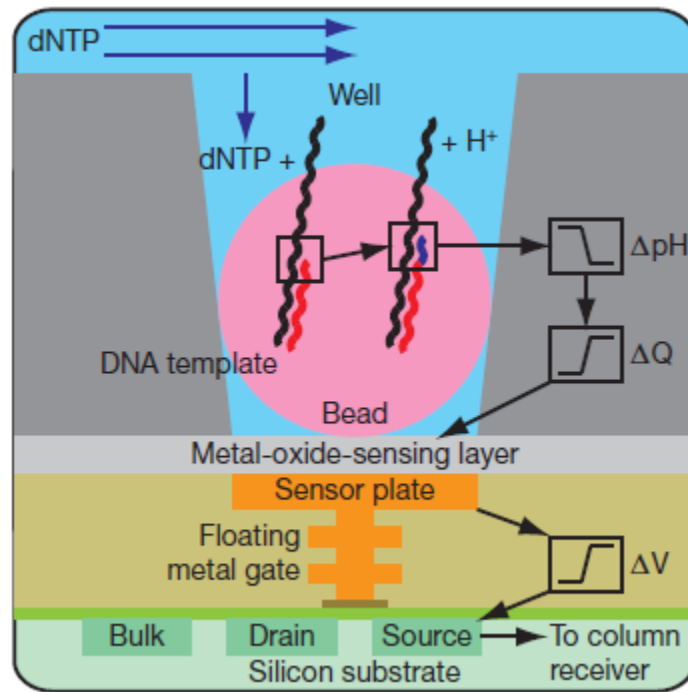 dNTP
Well
dNTP +
+ H⁺
ΔpH
DNA template
ΔQ
Bead
Metal-oxide-sensing layer
Sensor plate
Floating
metal gate
ΔV
Bulk
Drain
Source
To column
receiver
Silicon substrate